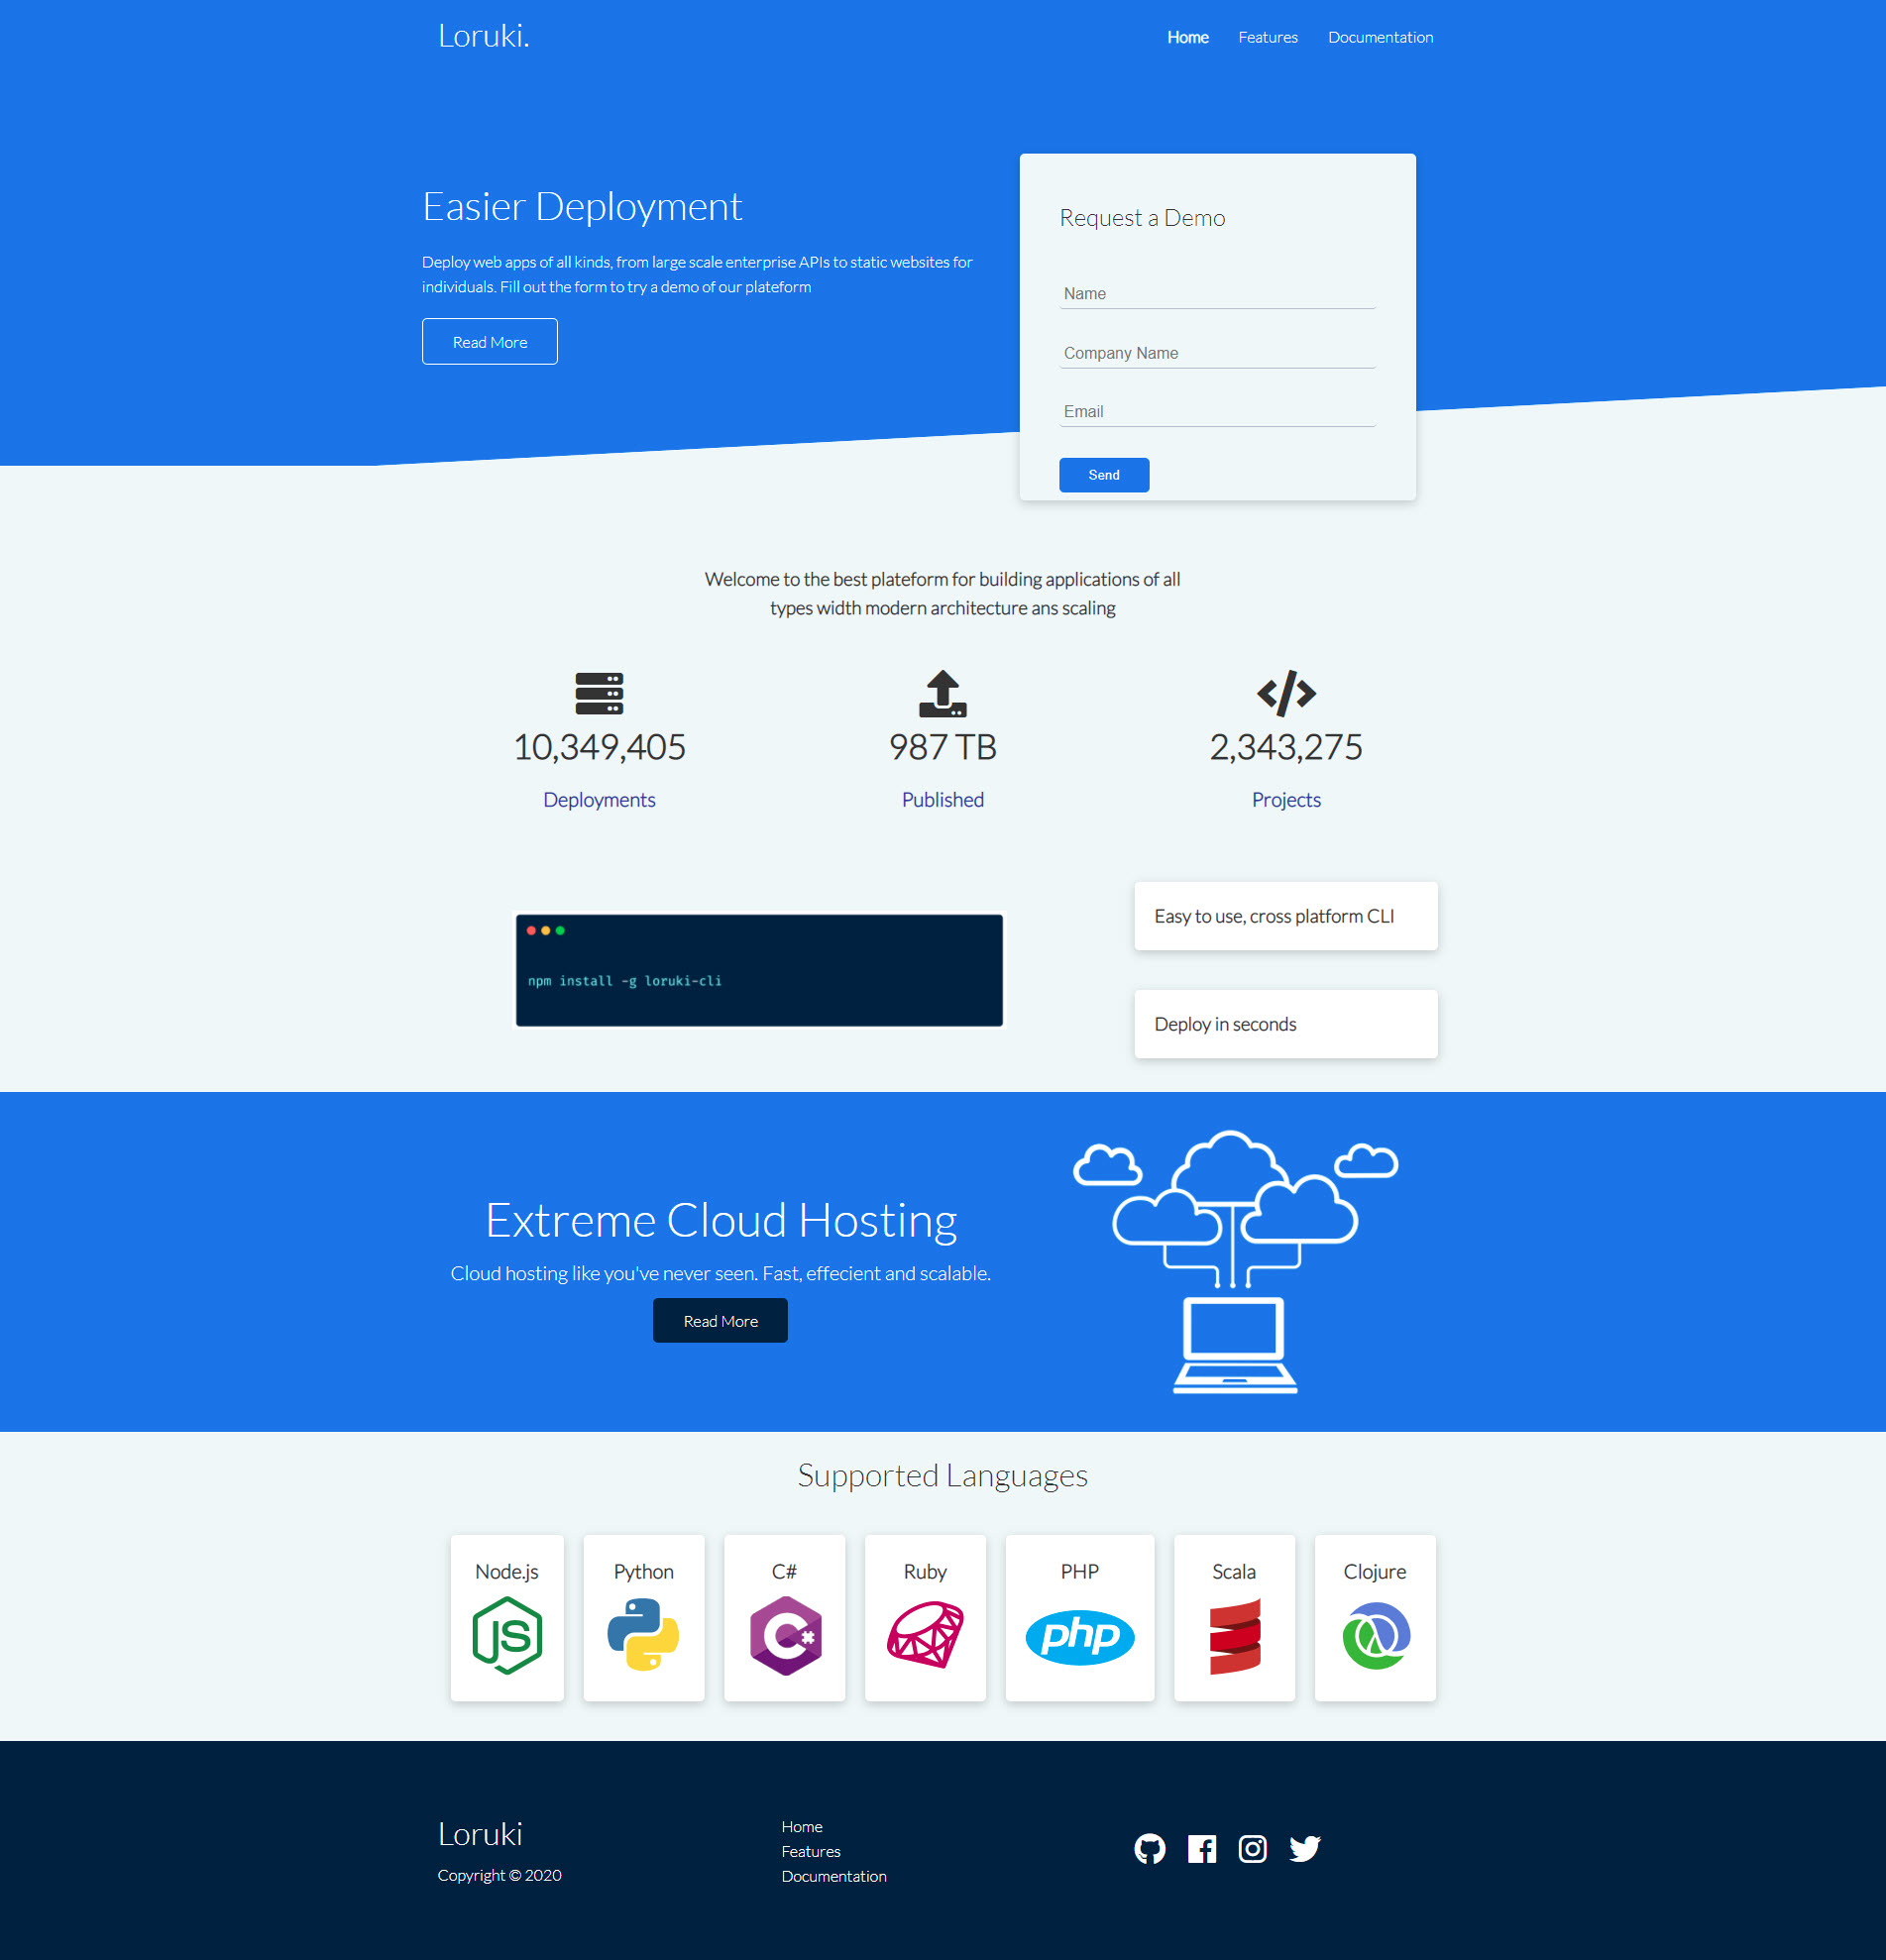 Loruki.
Home Features Documentation
Easier Deployment
Deploy web apps of all kinds, from large scale enterprise APIs to static websites for
individuals. Fill out the form to try a demo of our plateform
Read More
Request a Demo
Name
Company Name
Email
Send
Welcome to the best plateform for building applications of all
types width modern architecture ans scaling
10,349,405
Deployments
987 TB
Published
2,343,275
Projects
npm install -g loruki-cli
Easy to use, cross platform CLI
Deploy in seconds
Extreme Cloud Hosting
Cloud hosting like you've never seen. Fast, effecient and scalable.
Read More
Supported Languages
Node.js
JS
Python
C#
C#
Ruby
PHP
php
Scala
Clojure
Loruki
Copyright © 2020
Home
Features
Documentation